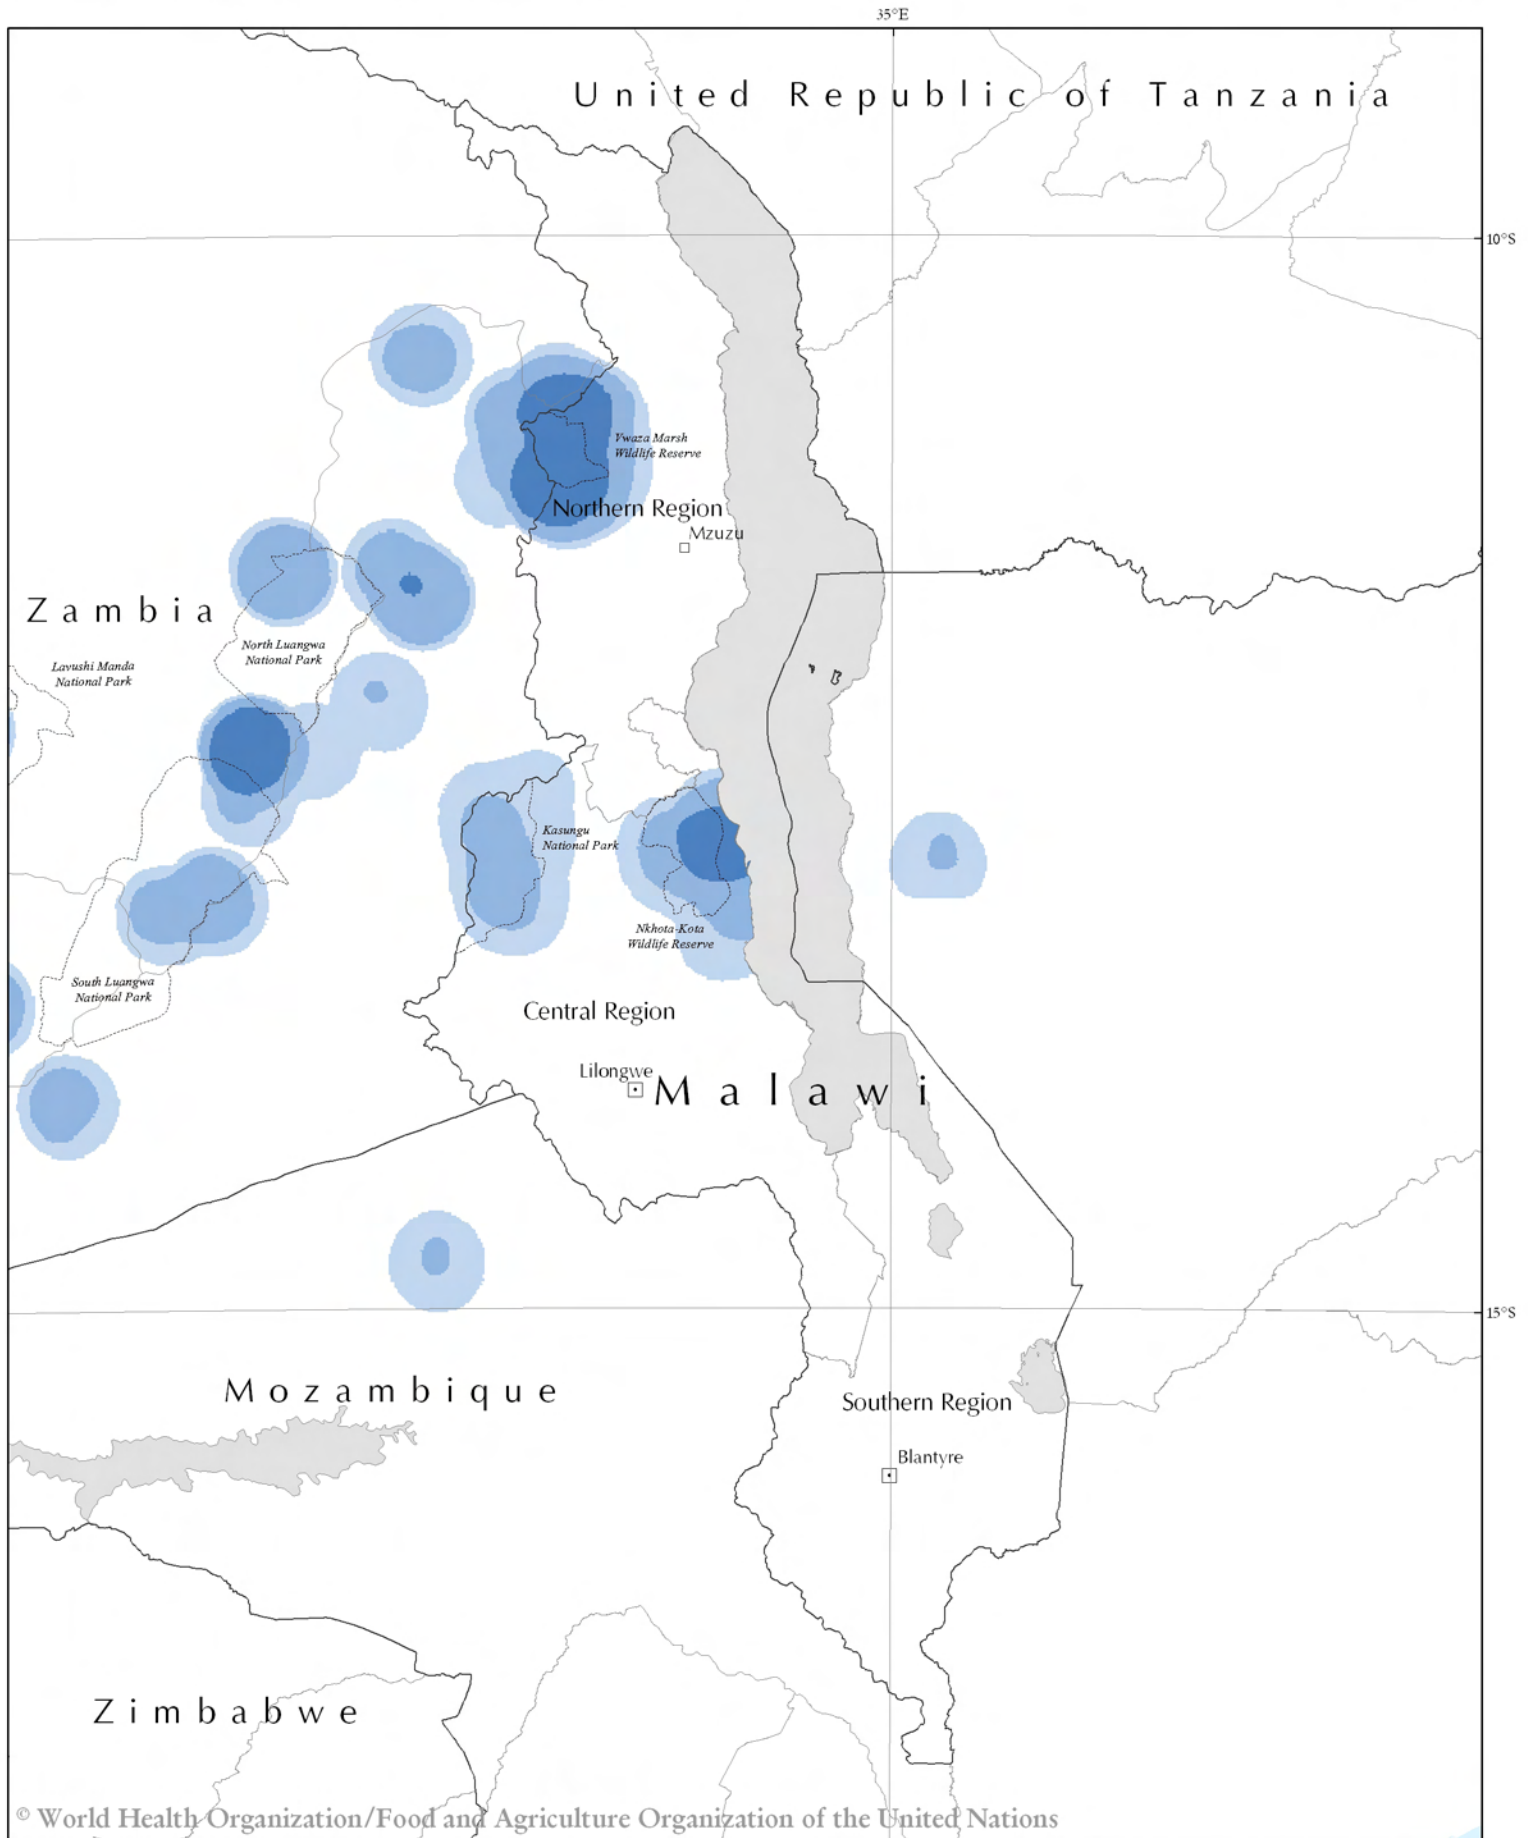 35°E
United Republic of Tanzania
10°S
Vwaza Marsh
Wildlife Reserve
Northern Region
Mzuzu
Zambia
North Luangwa
National Park
Lavushi Manda
National Park
Kasungu
National Park
Nkhota-Kota
Wildlife Reserve
South Luangwa
National Park
Central Region
Lilongwe
Malawi
15°S
Mozambique
Southern Region
Blantyre
Zimbabwe
© World Health Organization/Food and Agriculture Organization of the United Nations